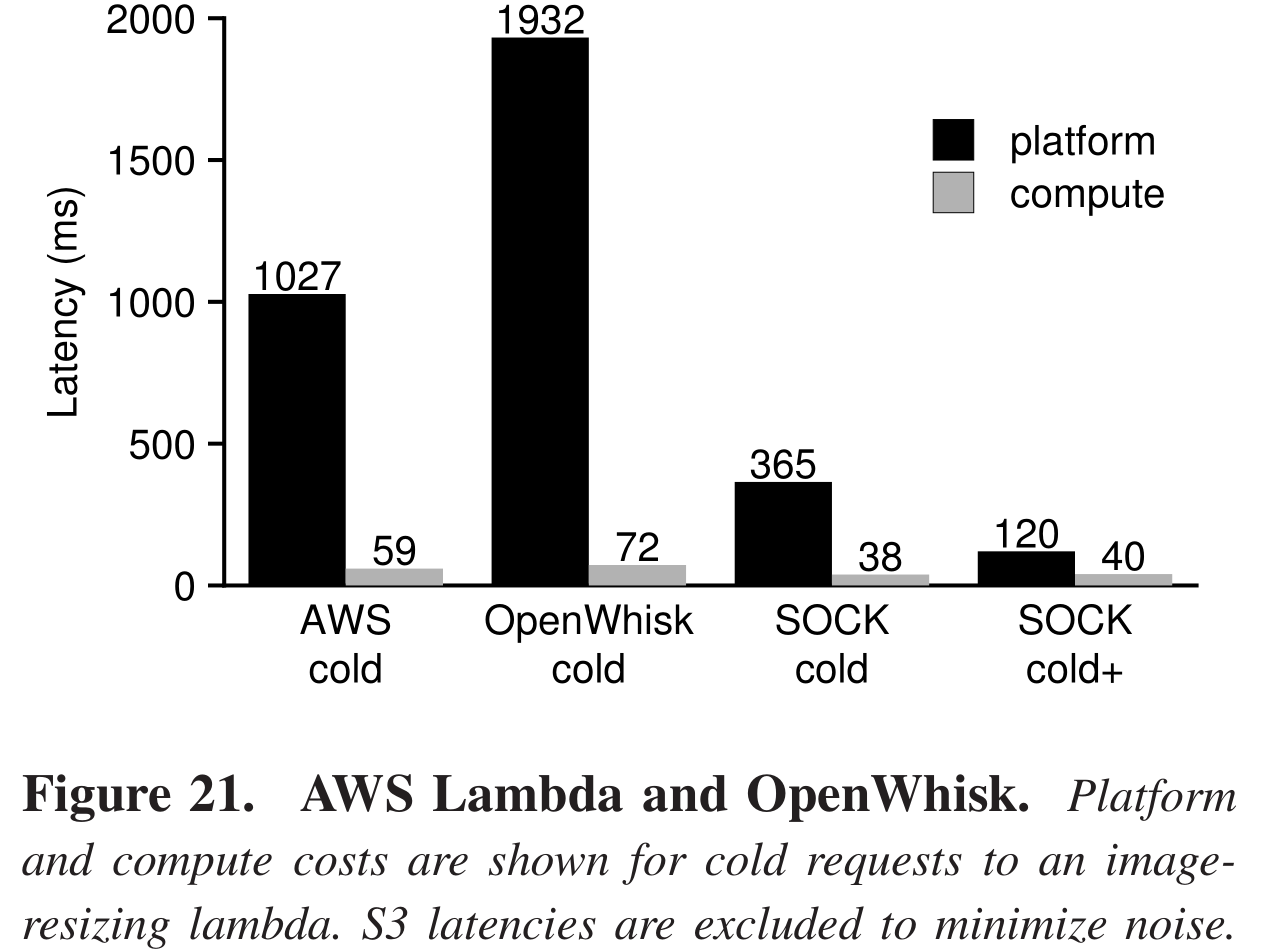 2000
1500
1000
500
0
Latency (ms)
1932
1027
365
120
59
72
38
40
platform
compute
AWS cold
OpenWhisk cold
SOCK cold
SOCK cold+
Figure 21. AWS Lambda and OpenWhisk. Platform
and compute costs are shown for cold requests to an image-
resizing lambda. S3 latencies are excluded to minimize noise.